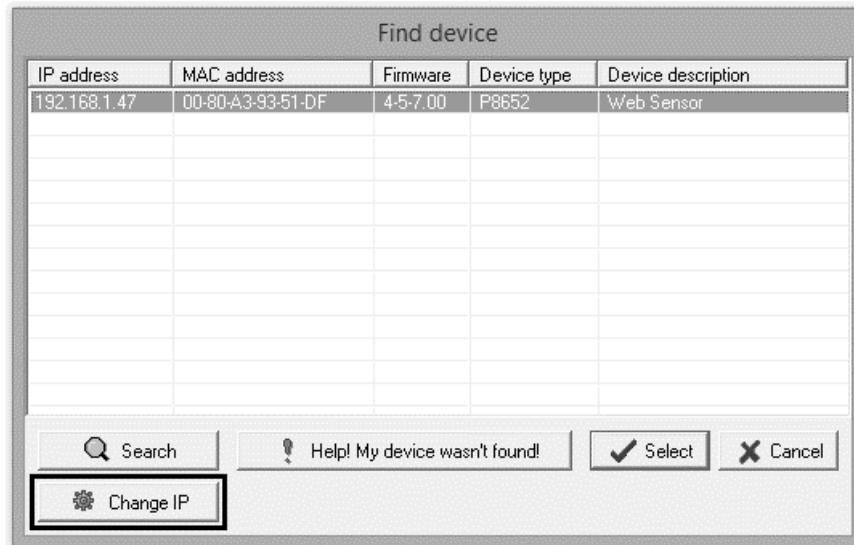 Find device
IP address MAC address Firmware Device type Device description
192.168.1.47 00-80-A3-93-51-DF 4-5-7.00 P8652 Web Sensor
Search Help! My device wasn't found! Select Cancel
Change IP